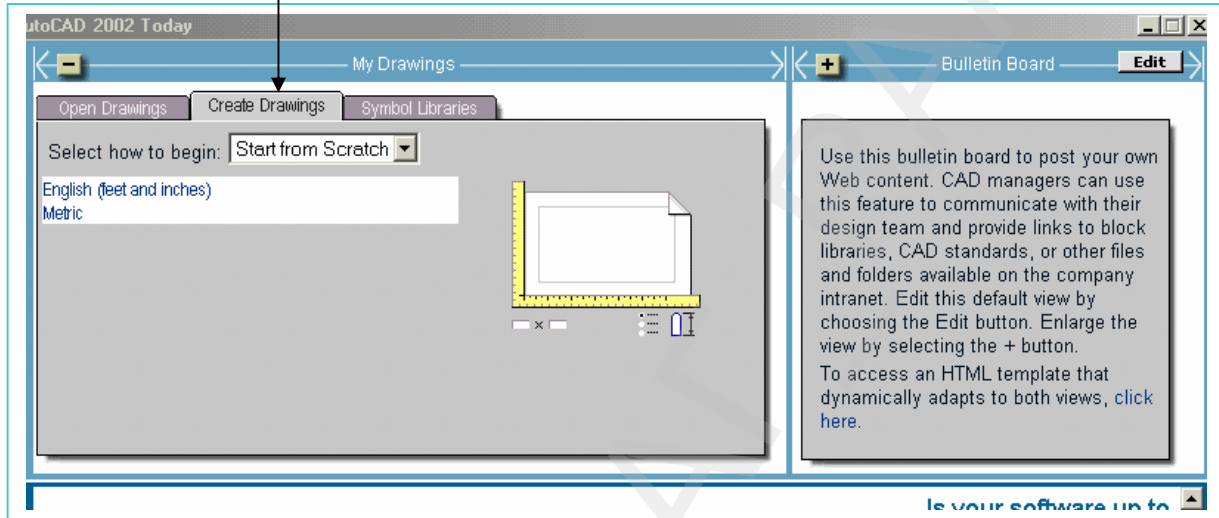 utoCAD 2002 Today
My Drawings
Bulletin Board
Edit
Open Drawings
Create Drawings
Symbol Libraries
Select how to begin: Start from Scratch
English (feet and inches)
Metric
Use this bulletin board to post your own
Web content. CAD managers can use
this feature to communicate with their
design team and provide links to block
libraries, CAD standards, or other files
and folders available on the company
intranet. Edit this default view by
choosing the Edit button. Enlarge the
view by selecting the + button.
To access an HTML template that
dynamically adapts to both views, click
here.
Is your software up to